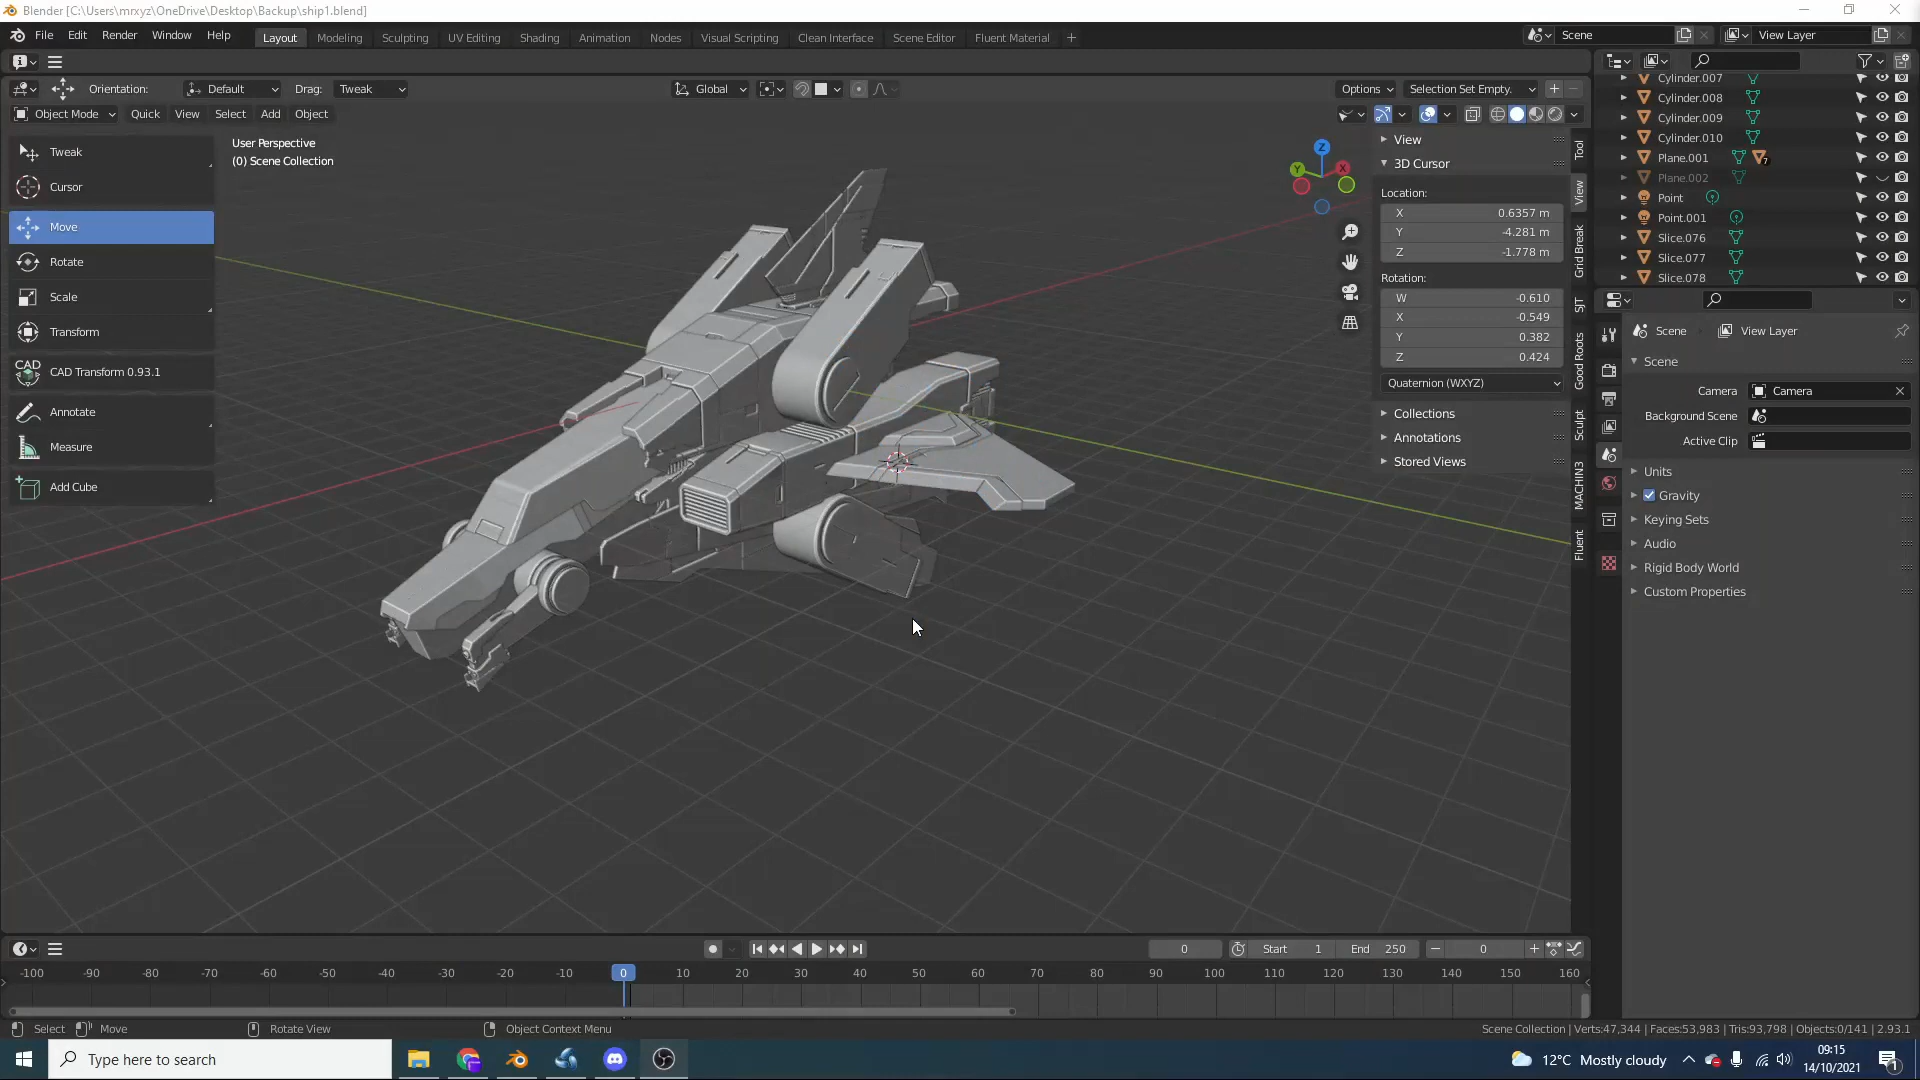 Blender [C:\Users\mrxyz\OneDrive\Desktop\Backup\ship1.blend]
File Edit Render Window Help Layout Modeling Sculpting UV Editing Shading Animation Nodes Visual Scripting Clean Interface Scene Editor Fluent Material + Scene View Layer
Orientation: Default Drag: Tweak Global Options Selection Set Empty.
Object Mode Quick View Select Add Object
User Perspective
(0) Scene Collection
Tweak
Cursor
Move
Rotate
Scale
Transform
CAD CAD Transform 0.93.1
Annotate
Measure
Add Cube
Z
Y
X
View
3D Cursor
Location:
X 0.6357 m
Y -4.281 m
Z -1.778 m
Rotation:
W -0.610
X -0.549
Y 0.382
Z 0.424
Quaternion (WXYZ)
Collections
Annotations
Stored Views
Tool
View
Grid Break
SJT
Good Roots
Sculpt
MACHIN3
Fluent
Cylinder.007
Cylinder.008
Cylinder.009
Cylinder.010
Plane.001 7
Plane.002
Point
Point.001
Slice.076
Slice.077
Slice.078
Scene View Layer
Scene
Camera Camera
Background Scene
Active Clip
Units
Gravity
Keying Sets
Audio
Rigid Body World
Custom Properties
0 Start 1 End 250 0
-100 -90 -80 -70 -60 -50 -40 -30 -20 -10 0 10 20 30 40 50 60 70 80 90 100 110 120 130 140 150 160
Select Move Rotate View Object Context Menu Scene Collection | Verts:47,344 | Faces:53,983 | Tris:93,798 | Objects:0/141 | 2.93.1
Type here to search 12°C Mostly cloudy 09:15
14/10/2021 1